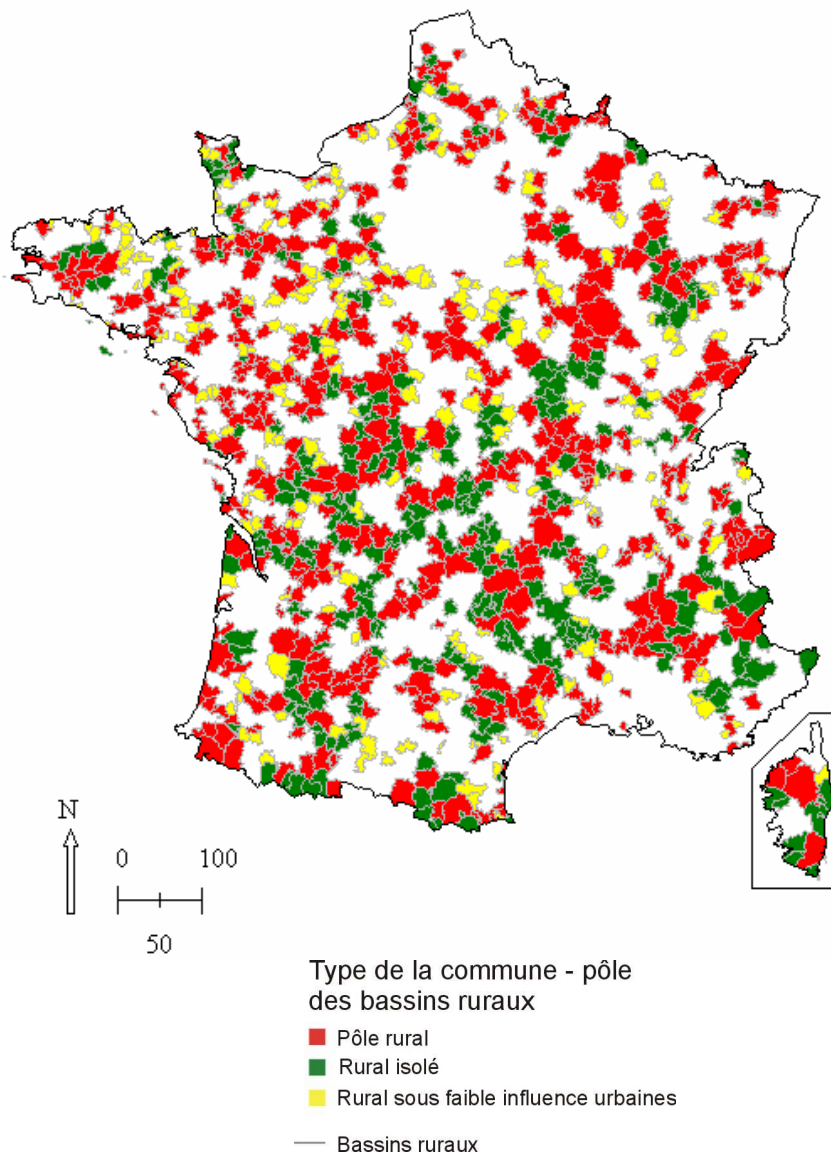 N
0 100
50
Type de la commune - pôle
des bassins ruraux
Pôle rural
Rural isolé
Rural sous faible influence urbaines
Bassins ruraux